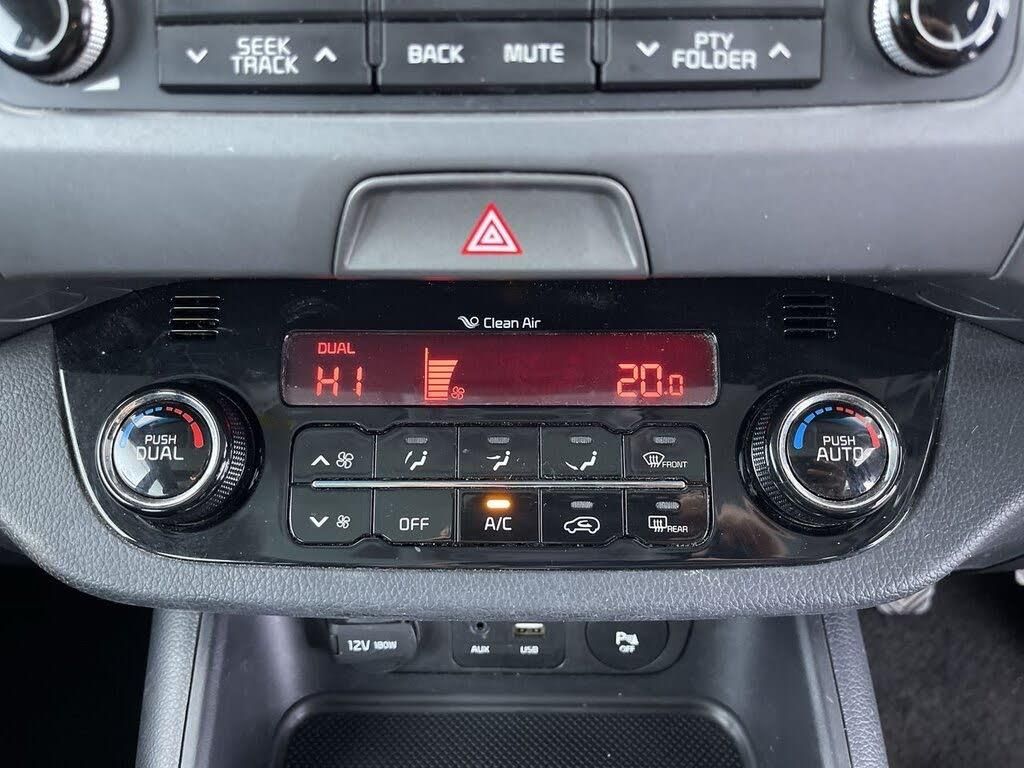 SEEK
TRACK
BACK
MUTE
PTY
FOLDER
Clean Air
DUAL
HI
20.0
PUSH
DUAL
PUSH
AUTO
FRONT
OFF
A/C
REAR
12V 180W
AUX
USB
OFF